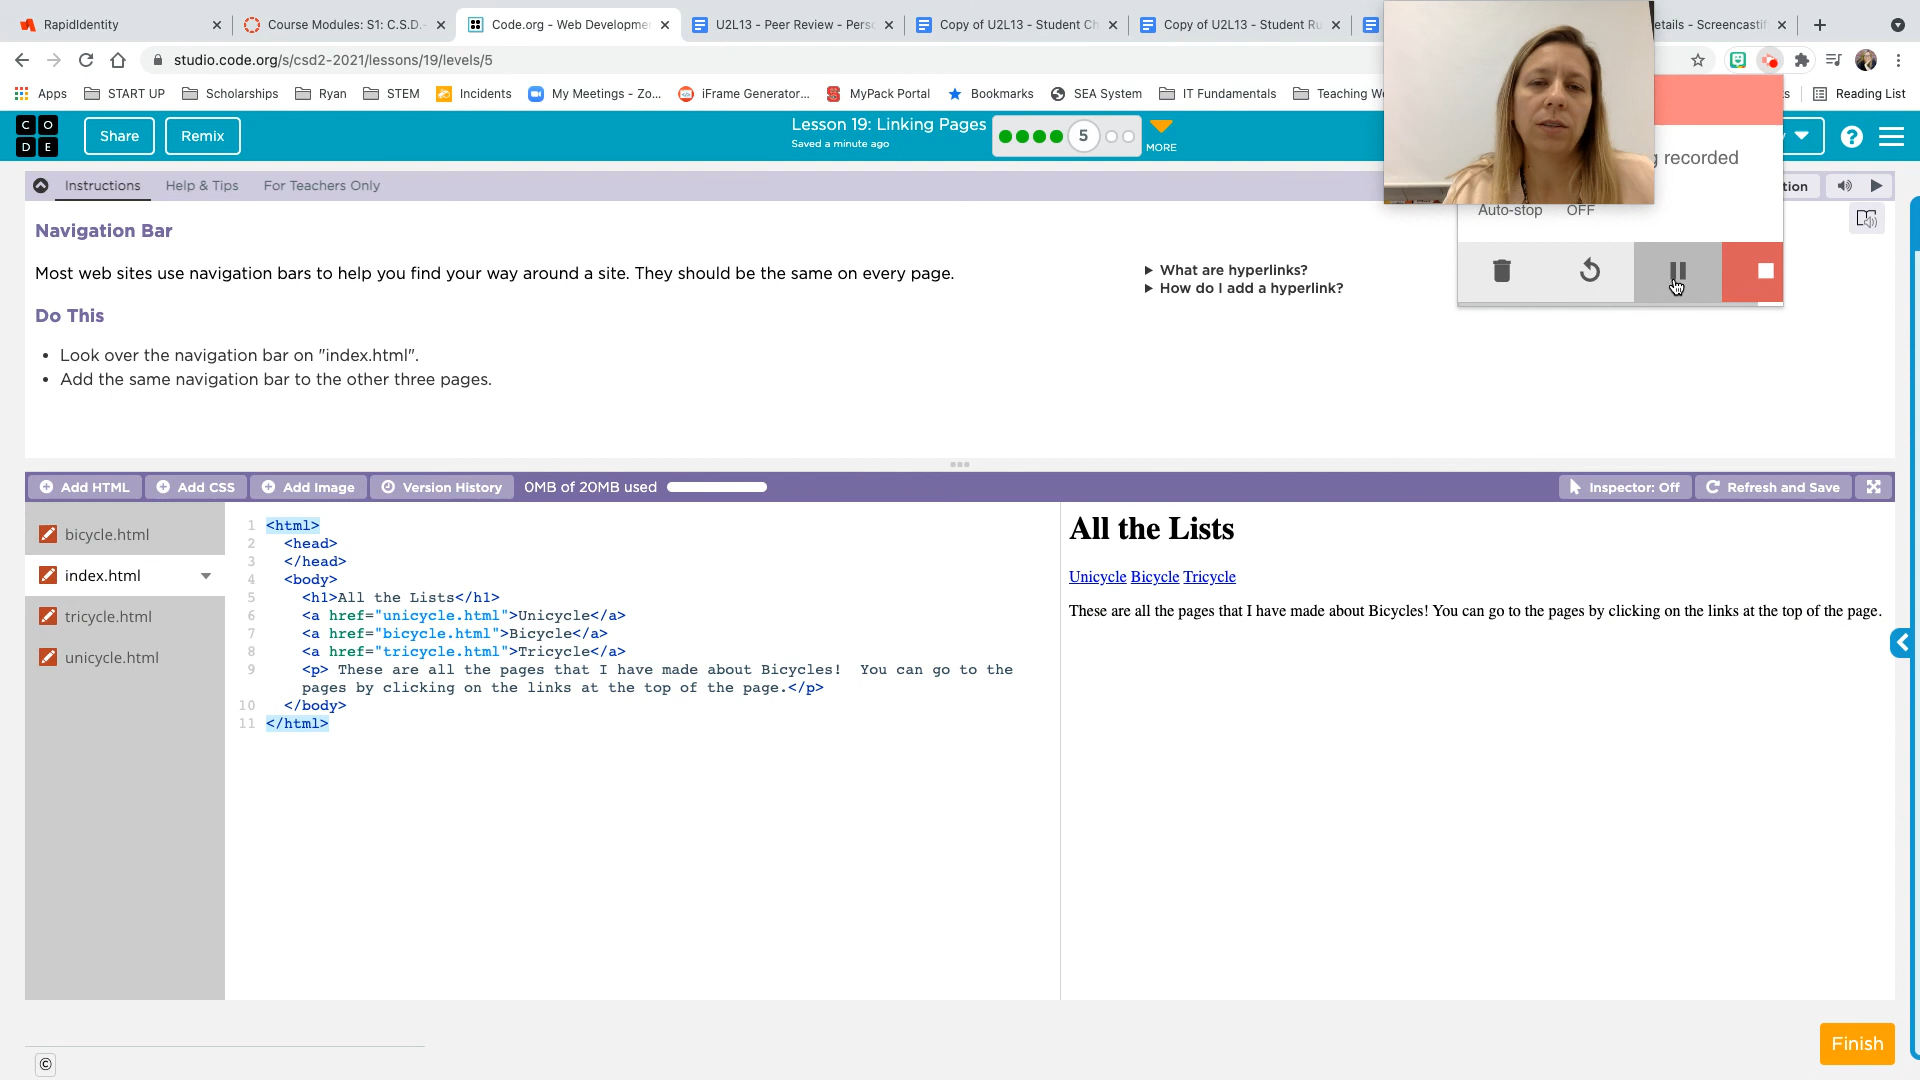 RapidIdentity
Course Modules: S1: C.S.D.
Code.org - Web Developme
U2L13 - Peer Review - Perso
Copy of U2L13 - Student Ch
Copy of U2L13 - Student Ru
etails - Screencastif
studio.code.org/s/csd2-2021/lessons/19/levels/5
Apps
START UP
Scholarships
Ryan
STEM
Incidents
My Meetings - Zo...
iFrame Generator...
MyPack Portal
Bookmarks
SEA System
IT Fundamentals
Teaching We
Reading List
C O D E
Share
Remix
Lesson 19: Linking Pages
Saved a minute ago
5
MORE
g recorded
Instructions
Help & Tips
For Teachers Only
tion
Auto-stop OFF
Navigation Bar
Most web sites use navigation bars to help you find your way around a site. They should be the same on every page.
What are hyperlinks?
How do I add a hyperlink?
Do This
• Look over the navigation bar on "index.html".
• Add the same navigation bar to the other three pages.
Add HTML
Add CSS
Add Image
Version History
0MB of 20MB used
Inspector: Off
Refresh and Save
bicycle.html
index.html
tricycle.html
unicycle.html
1 <html>
2 <head>
3 </head>
4 <body>
5 <h1>All the Lists</h1>
6 <a href="unicycle.html">Unicycle</a>
7 <a href="bicycle.html">Bicycle</a>
8 <a href="tricycle.html">Tricycle</a>
9 <p> These are all the pages that I have made about Bicycles!  You can go to the
pages by clicking on the links at the top of the page.</p>
10 </body>
11 </html>
All the Lists
Unicycle Bicycle Tricycle
These are all the pages that I have made about Bicycles! You can go to the pages by clicking on the links at the top of the page.
Finish
©